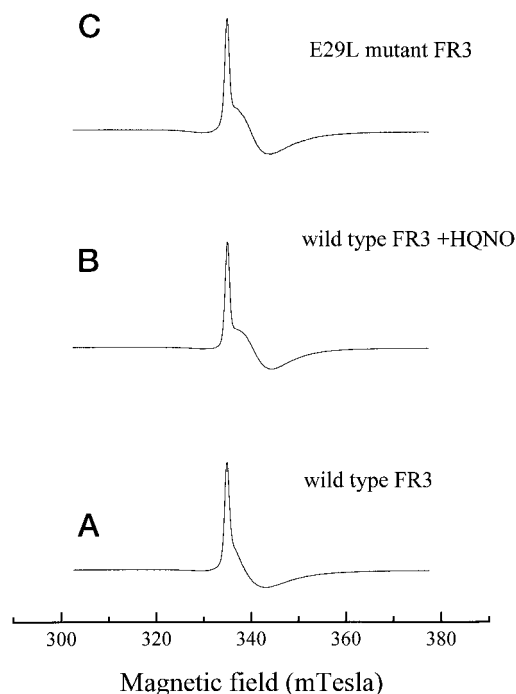 C
E29L mutant FR3
wild type FR3 +HQNO
B
wild type FR3
A
300 320 340 360 380
Magnetic field (mTesla)